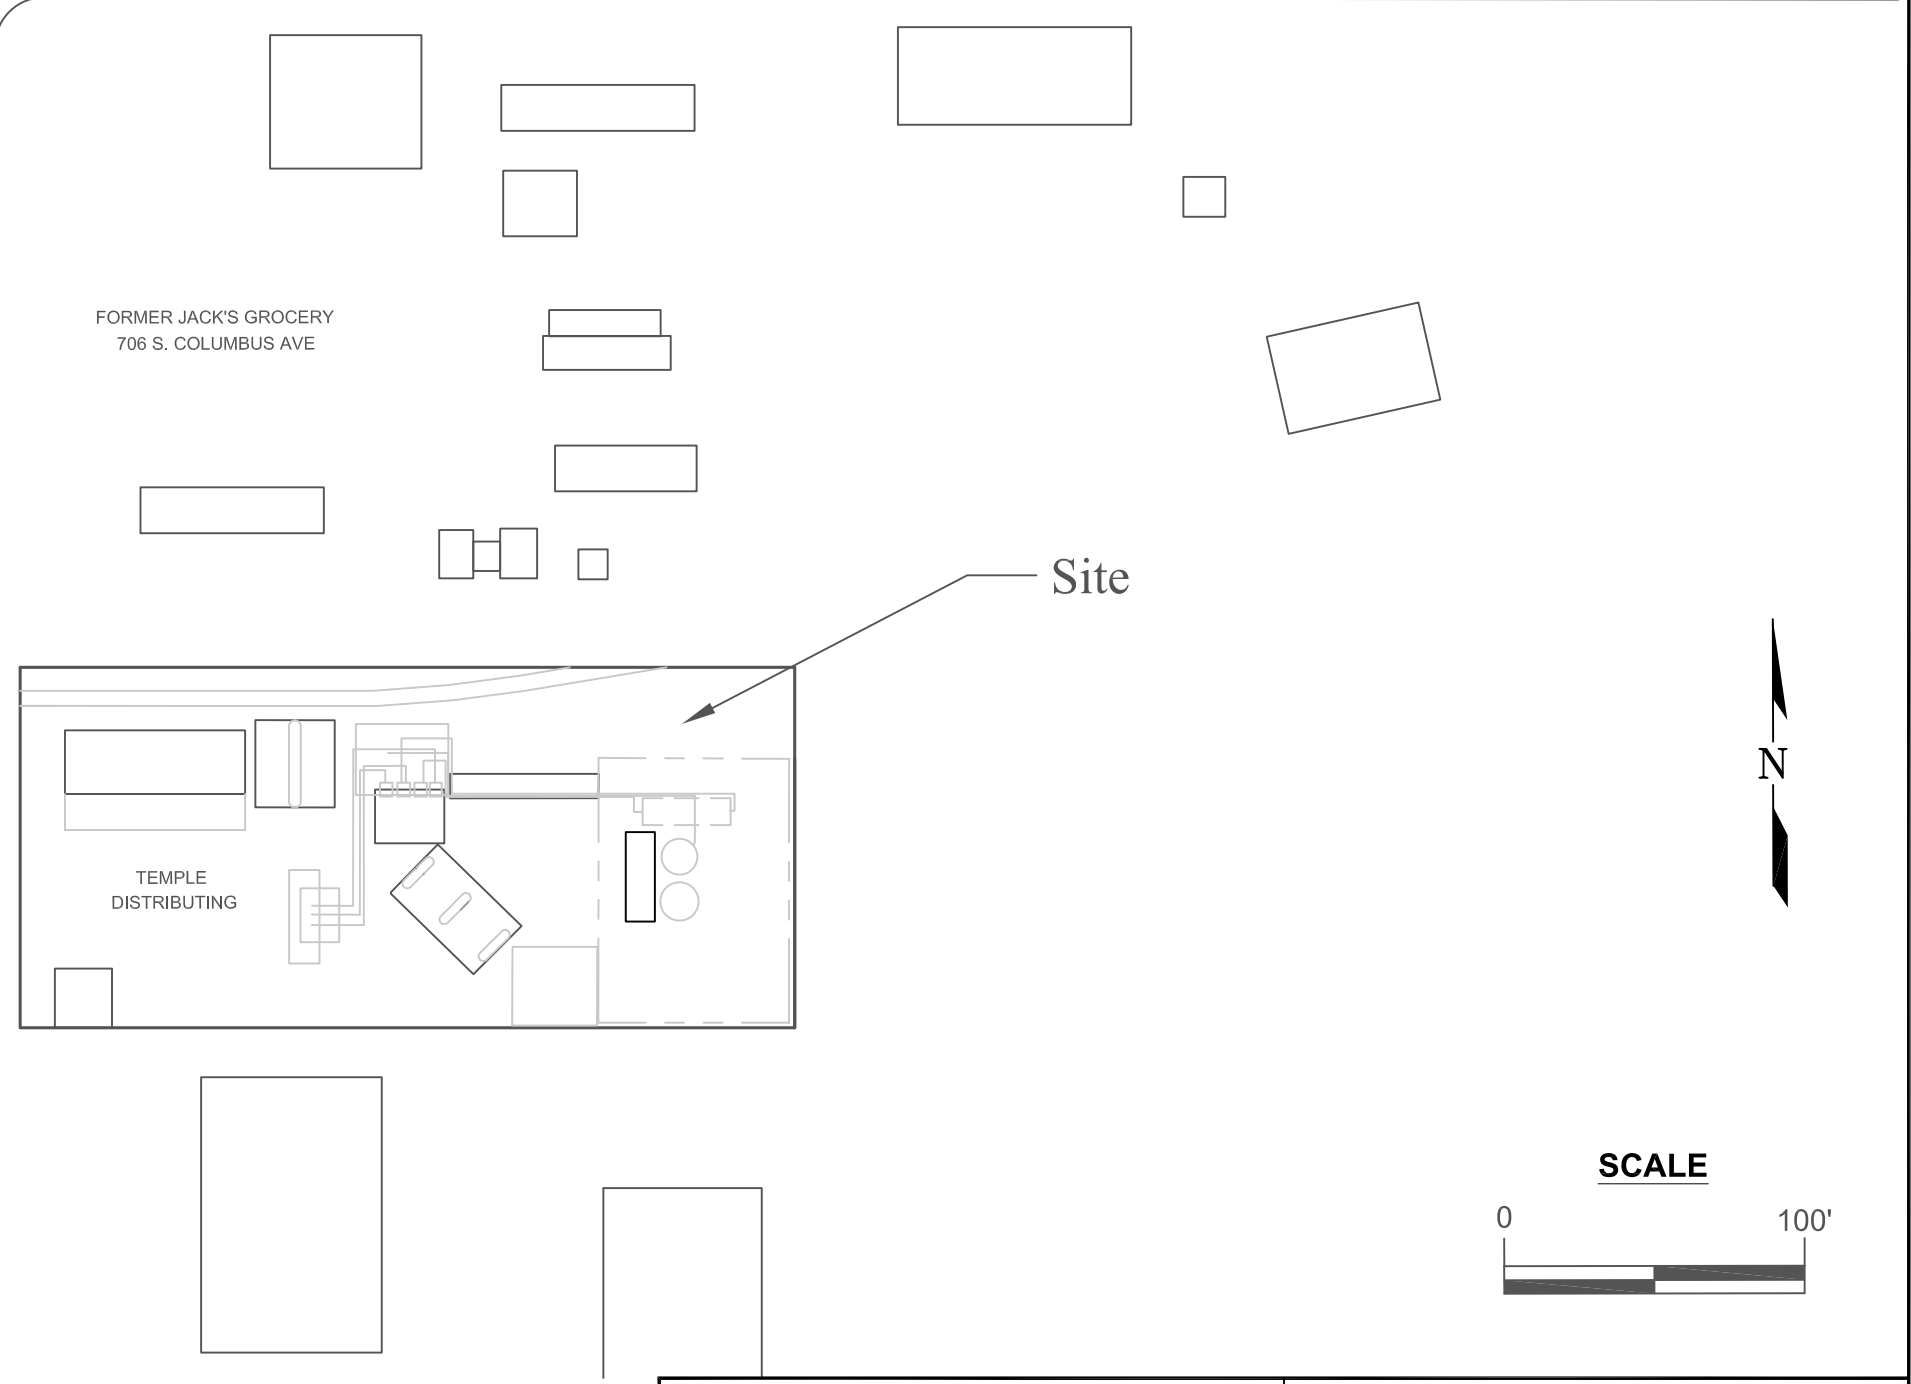 FORMER JACK'S GROCERY
706 S. COLUMBUS AVE
Site
N
TEMPLE
DISTRIBUTING
SCALE
0 100'